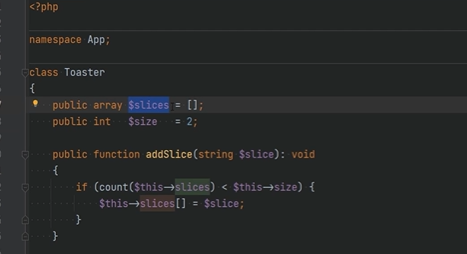 <?php
namespace App;
class Toaster
{
    public array $slices = [];
    public int   $size   = 2;
    public function addSlice(string $slice): void
    {
        if (count($this->slices) < $this->size) {
            $this->slices[] = $slice;
        }
    }